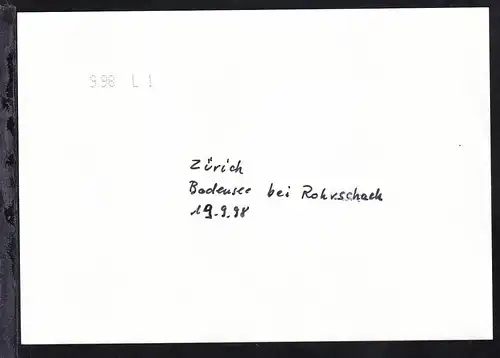 9.98 L 1
Zürich
Bodensee bei Rohrschach
19.9.98